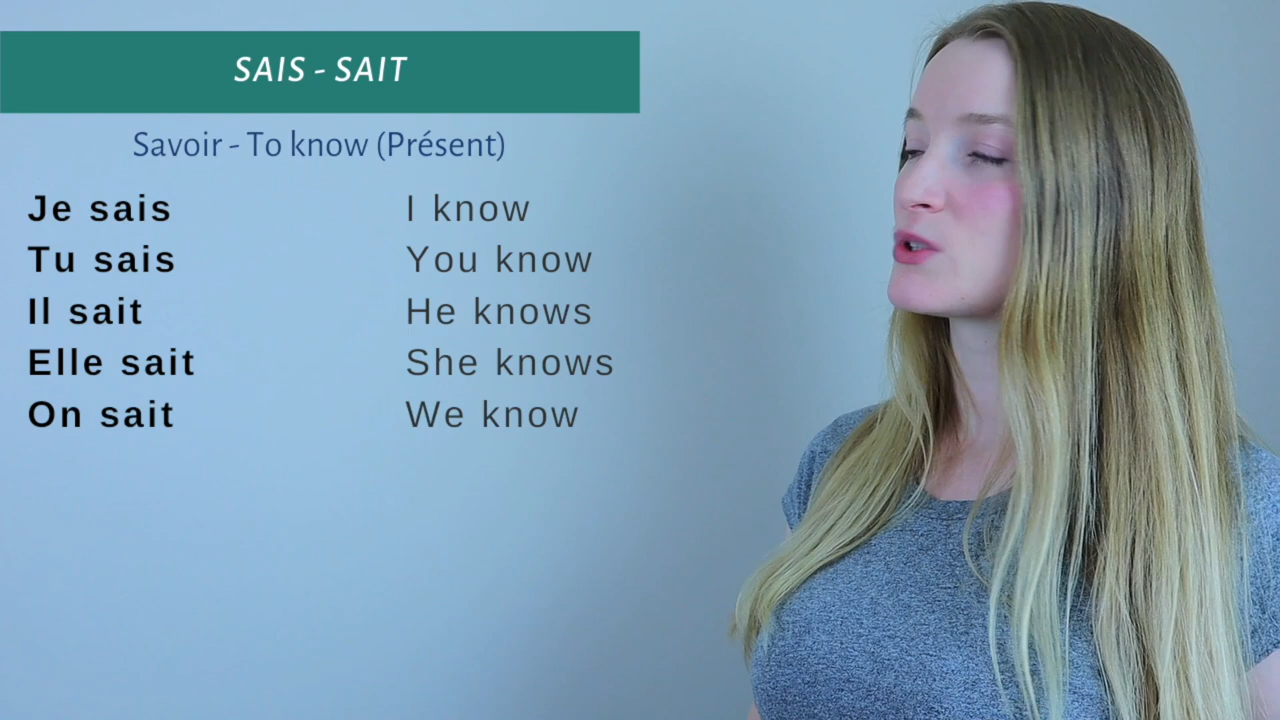 SAIS - SAIT
Savoir - To know (Présent)
Je sais I know
Tu sais You know
Il sait He knows
Elle sait She knows
On sait We know